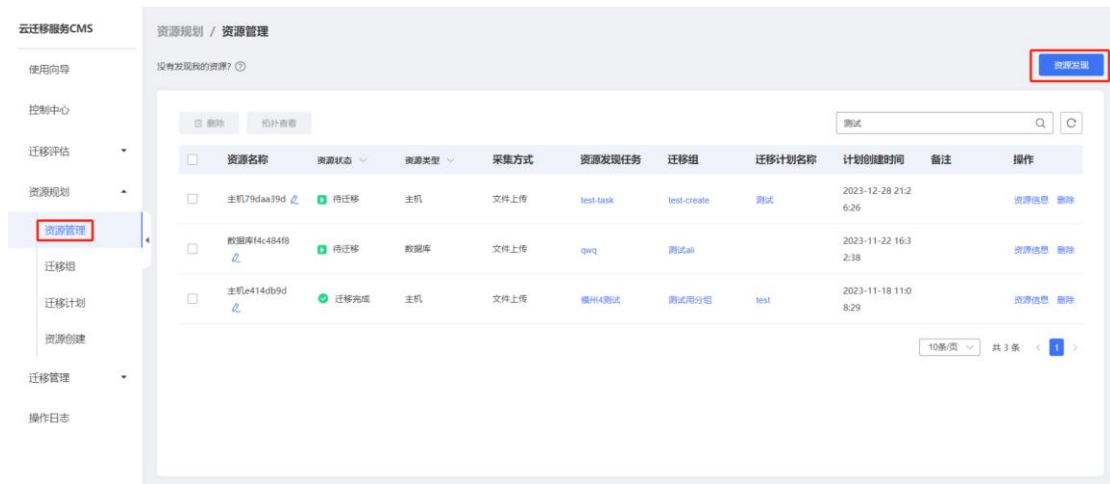 云迁移服务CMS
使用向导
控制中心
迁移评估
资源规划
资源管理
迁移组
迁移计划
资源创建
迁移管理
操作日志
资源规划 / 资源管理
没有发现我的资源? ?
资源发现
删除 拓扑查看
测试
资源名称 资源状态 资源类型 采集方式 资源发现任务 迁移组 迁移计划名称 计划创建时间 备注 操作
主机79daa39d 待迁移 主机 文件上传 test-task test-create 测试 2023-12-28 21:2 资源信息 删除
6:26
数据库f4c484f8 待迁移 数据库 文件上传 qwq 测试ali 2023-11-22 16:3 资源信息 删除
2:38
主机e414db9d 迁移完成 主机 文件上传 福州4测试 测试用分组 test 2023-11-18 11:0 资源信息 删除
8:29
10条/页 共 3 条 < 1 >